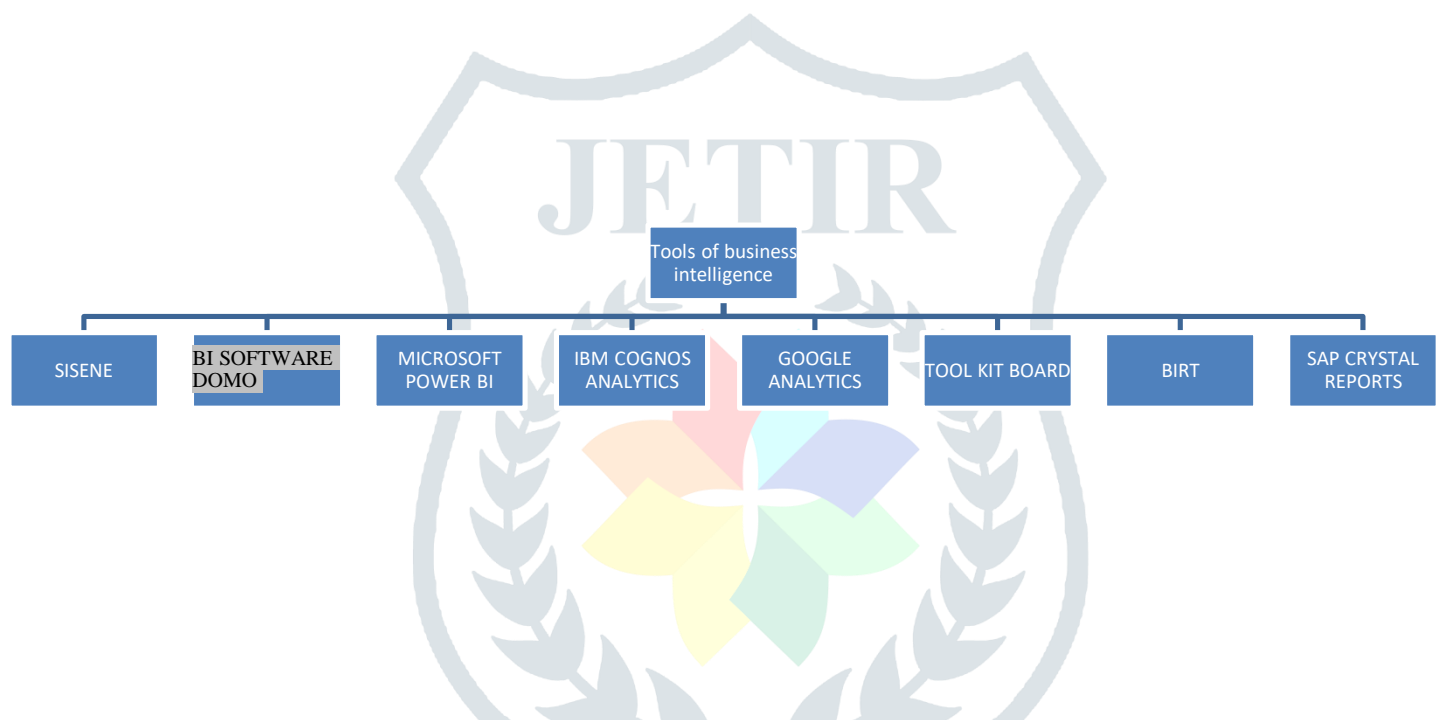 JETIR
Tools of business
intelligence
SISENE
BI SOFTWARE
DOMO
MICROSOFT
POWER BI
IBM COGNOS
ANALYTICS
GOOGLE
ANALYTICS
TOOL KIT BOARD
BIRT
SAP CRYSTAL
REPORTS